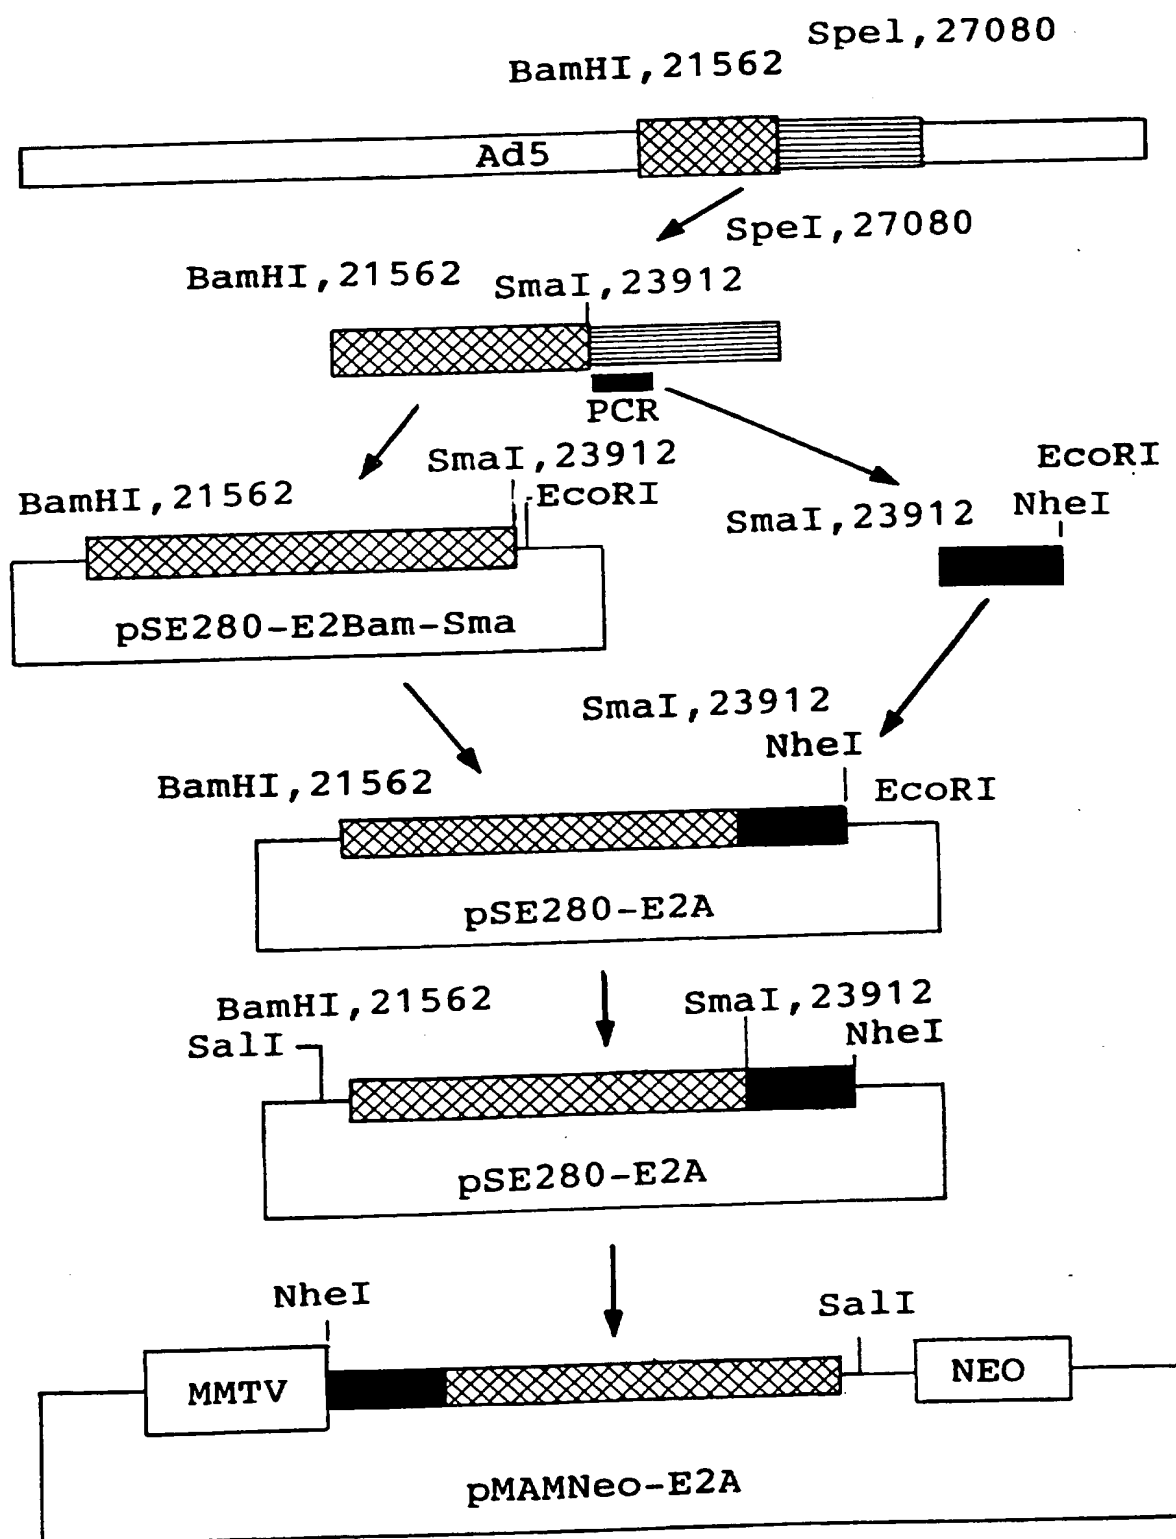 SpeI,27080
BamHI,21562
Ad5
SpeI,27080
BamHI,21562
SmaI,23912
PCR
SmaI,23912
EcoRI
BamHI,21562
EcoRI
SmaI,23912
NheI
pSE280-E2Bam-Sma
SmaI,23912
NheI
BamHI,21562
EcoRI
pSE280-E2A
BamHI,21562
SmaI,23912
SalI
NheI
pSE280-E2A
NheI
SalI
MMTV
NEO
pMAMNeo-E2A